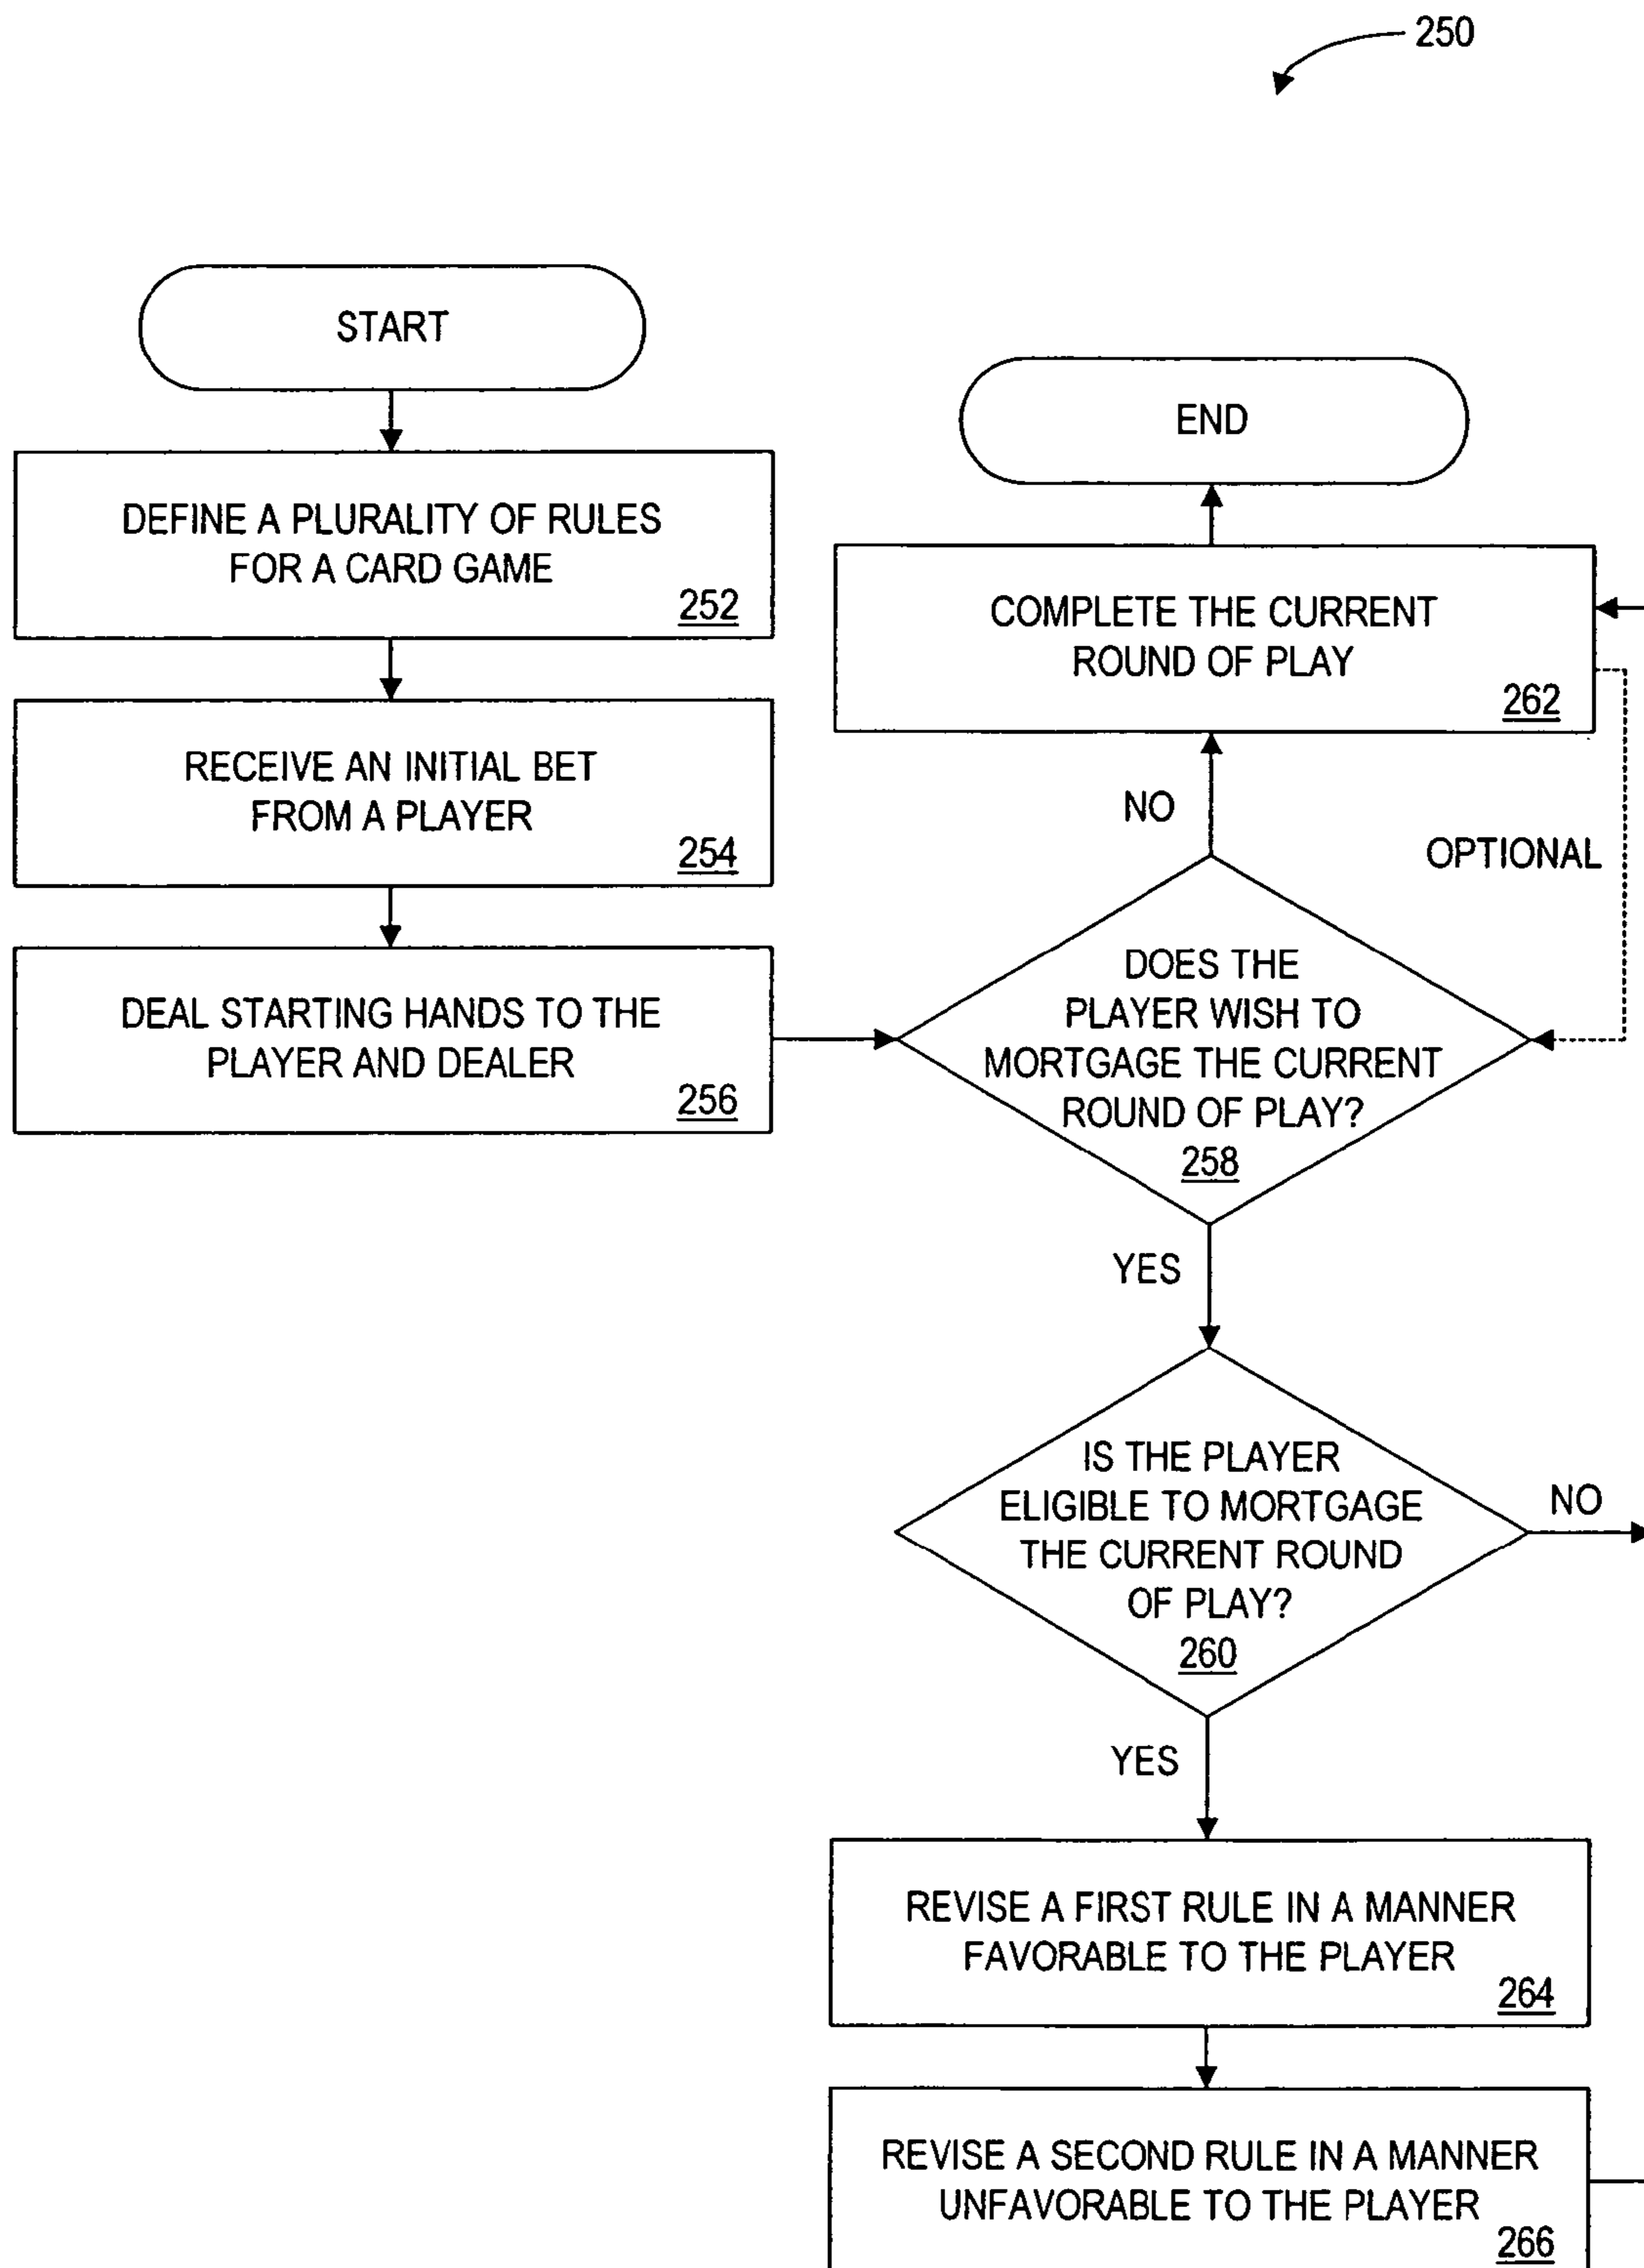 250
START
DEFINE A PLURALITY OF RULES
FOR A CARD GAME
252
RECEIVE AN INITIAL BET
FROM A PLAYER
254
DEAL STARTING HANDS TO THE
PLAYER AND DEALER
256
END
COMPLETE THE CURRENT
ROUND OF PLAY
262
NO
OPTIONAL
DOES THE
PLAYER WISH TO
MORTGAGE THE CURRENT
ROUND OF PLAY?
258
YES
IS THE PLAYER
ELIGIBLE TO MORTGAGE
THE CURRENT ROUND
OF PLAY?
260
NO
YES
REVISE A FIRST RULE IN A MANNER
FAVORABLE TO THE PLAYER
264
REVISE A SECOND RULE IN A MANNER
UNFAVORABLE TO THE PLAYER
266